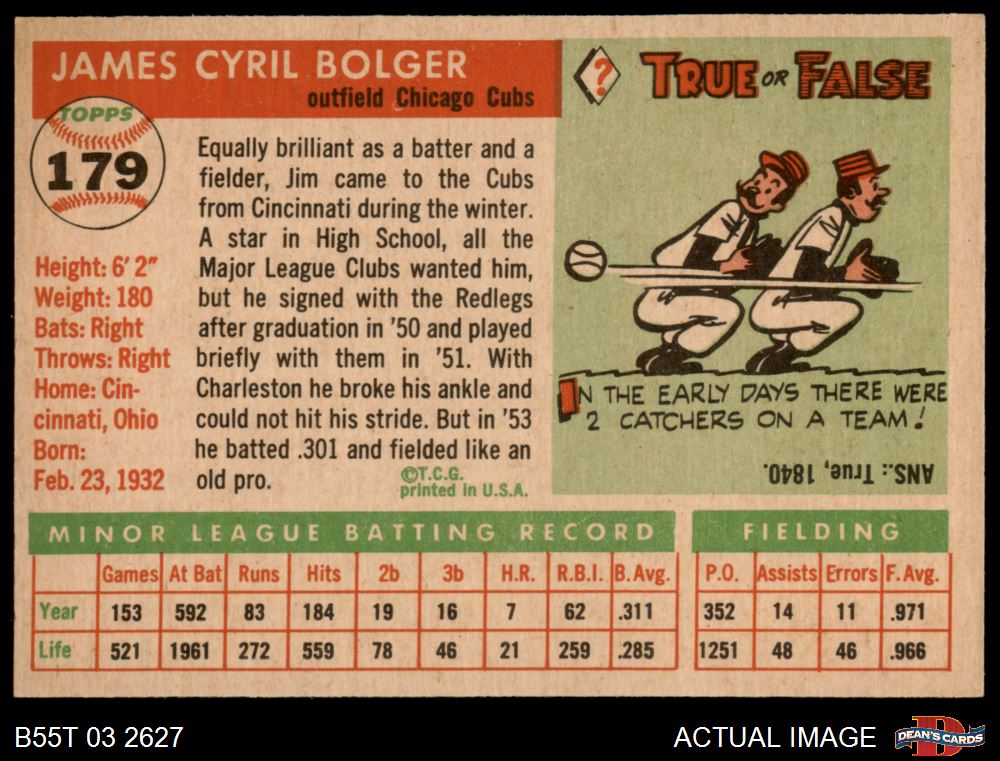 JAMES CYRIL BOLGER
outfield Chicago Cubs
TOPPS
179
Height: 6' 2"
Weight: 180
Bats: Right
Throws: Right
Home: Cin-
cinnati, Ohio
Born:
Feb. 23, 1932
Equally brilliant as a batter and a
fielder, Jim came to the Cubs
from Cincinnati during the winter.
A star in High School, all the
Major League Clubs wanted him,
but he signed with the Redlegs
after graduation in '50 and played
briefly with them in '51. With
Charleston he broke his ankle and
could not hit his stride. But in '53
he batted .301 and fielded like an
old pro.
©T.C.G.
printed in U.S.A.
? TRUE OR FALSE
IN THE EARLY DAYS THERE WERE
2 CATCHERS ON A TEAM!
ANS.: True, 1840.
MINOR LEAGUE BATTING RECORD
Games At Bat Runs Hits 2b 3b H.R. R.B.I. B.Avg.
Year 153 592 83 184 19 16 7 62 .311
Life 521 1961 272 559 78 46 21 259 .285
FIELDING
P.O. Assists Errors F.Avg.
352 14 11 .971
1251 48 46 .966
B55T 03 2627
ACTUAL IMAGE
DEAN'S CARDS